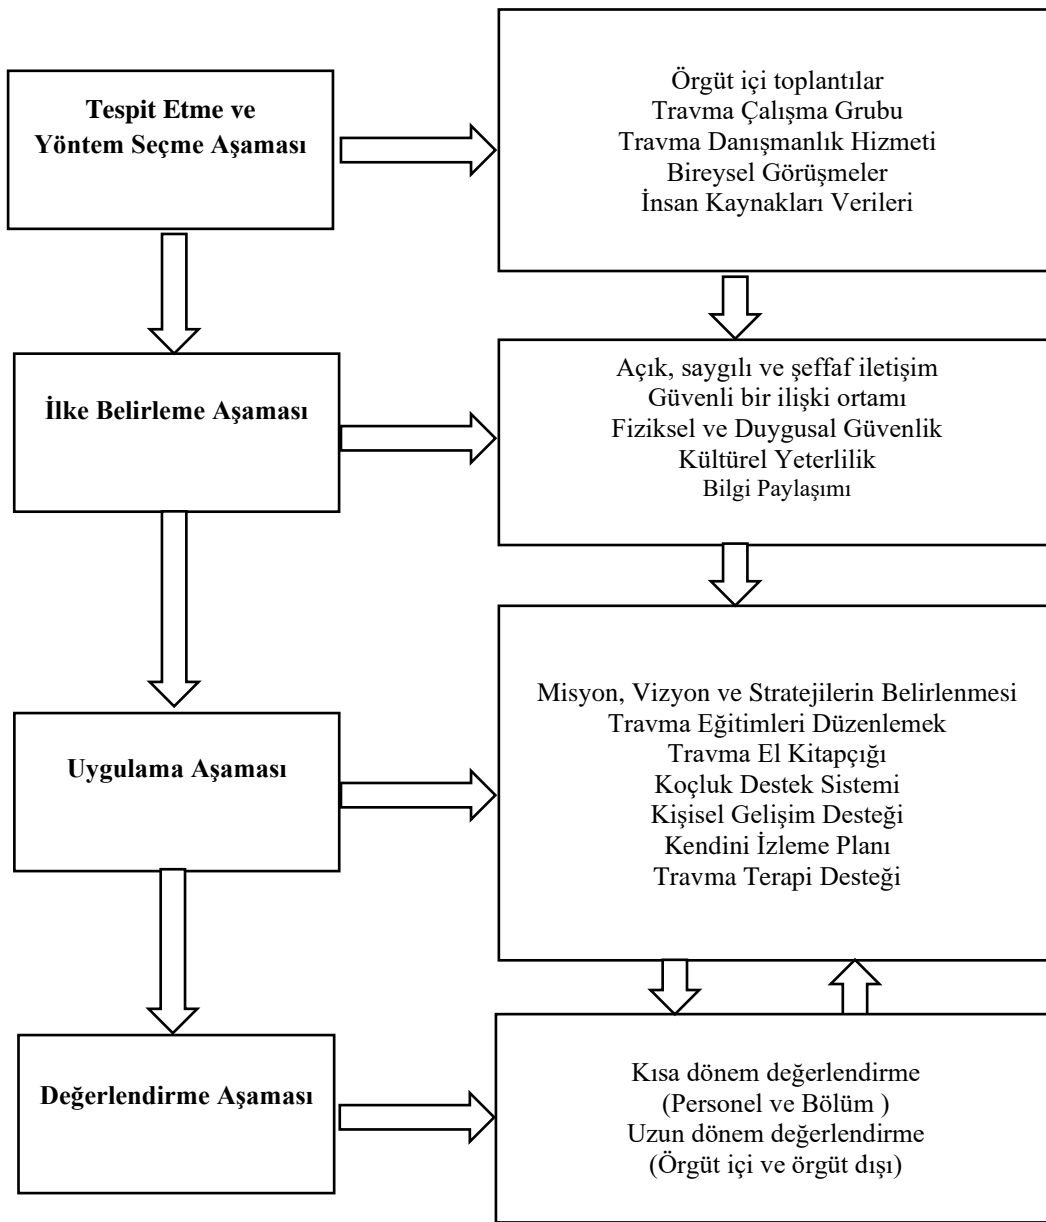 Tespit Etme ve
Yöntem Seçme Aşaması
Örgüt içi toplantılar
Travma Çalışma Grubu
Travma Danışmanlık Hizmeti
Bireysel Görüşmeler
İnsan Kaynakları Verileri
İlke Belirleme Aşaması
Açık, saygılı ve şeffaf iletişim
Güvenli bir ilişki ortamı
Fiziksel ve Duygusal Güvenlik
Kültürel Yeterlilik
Bilgi Paylaşımı
Uygulama Aşaması
Misyon, Vizyon ve Stratejilerin Belirlenmesi
Travma Eğitimleri Düzenlemek
Travma El Kitapçığı
Koçluk Destek Sistemi
Kişisel Gelişim Desteği
Kendini İzleme Planı
Travma Terapi Desteği
Değerlendirme Aşaması
Kısa dönem değerlendirme
(Personel ve Bölüm )
Uzun dönem değerlendirme
(Örgüt içi ve örgüt dışı)